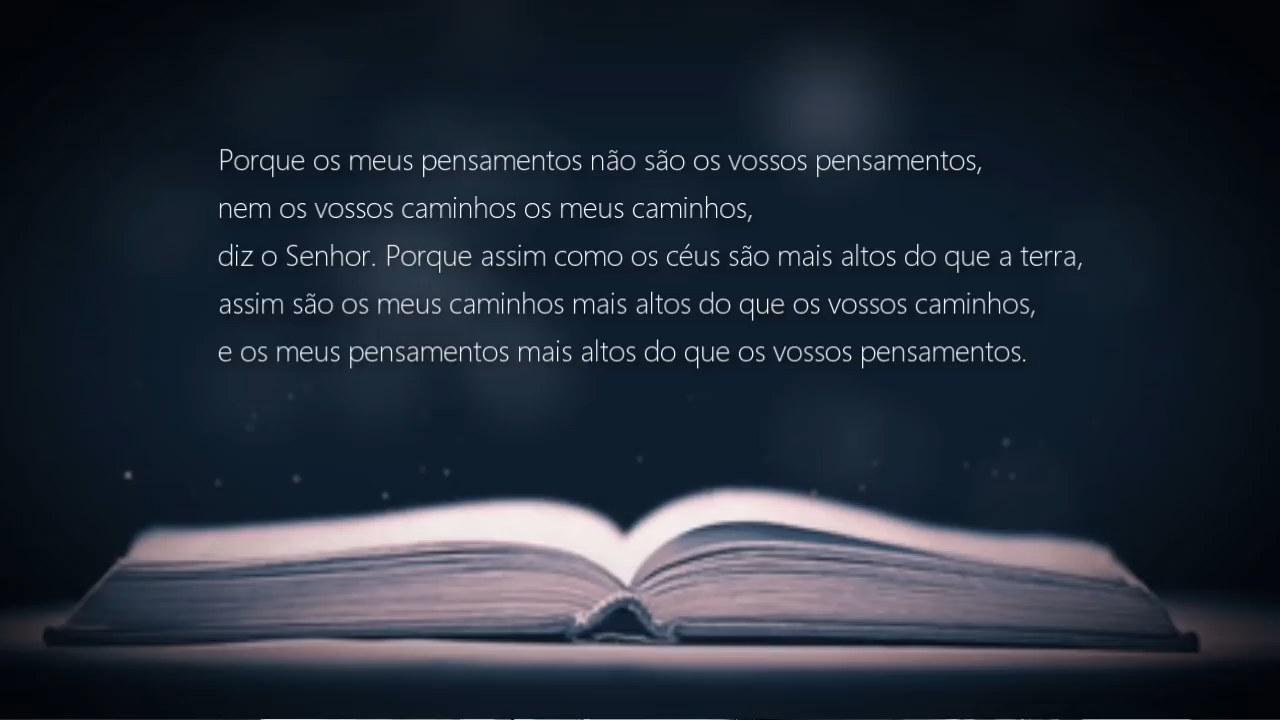 Porque os meus pensamentos não são os vossos pensamentos,
nem os vossos caminhos os meus caminhos,
diz o Senhor. Porque assim como os céus são mais altos do que a terra,
assim são os meus caminhos mais altos do que os vossos caminhos,
e os meus pensamentos mais altos do que os vossos pensamentos.